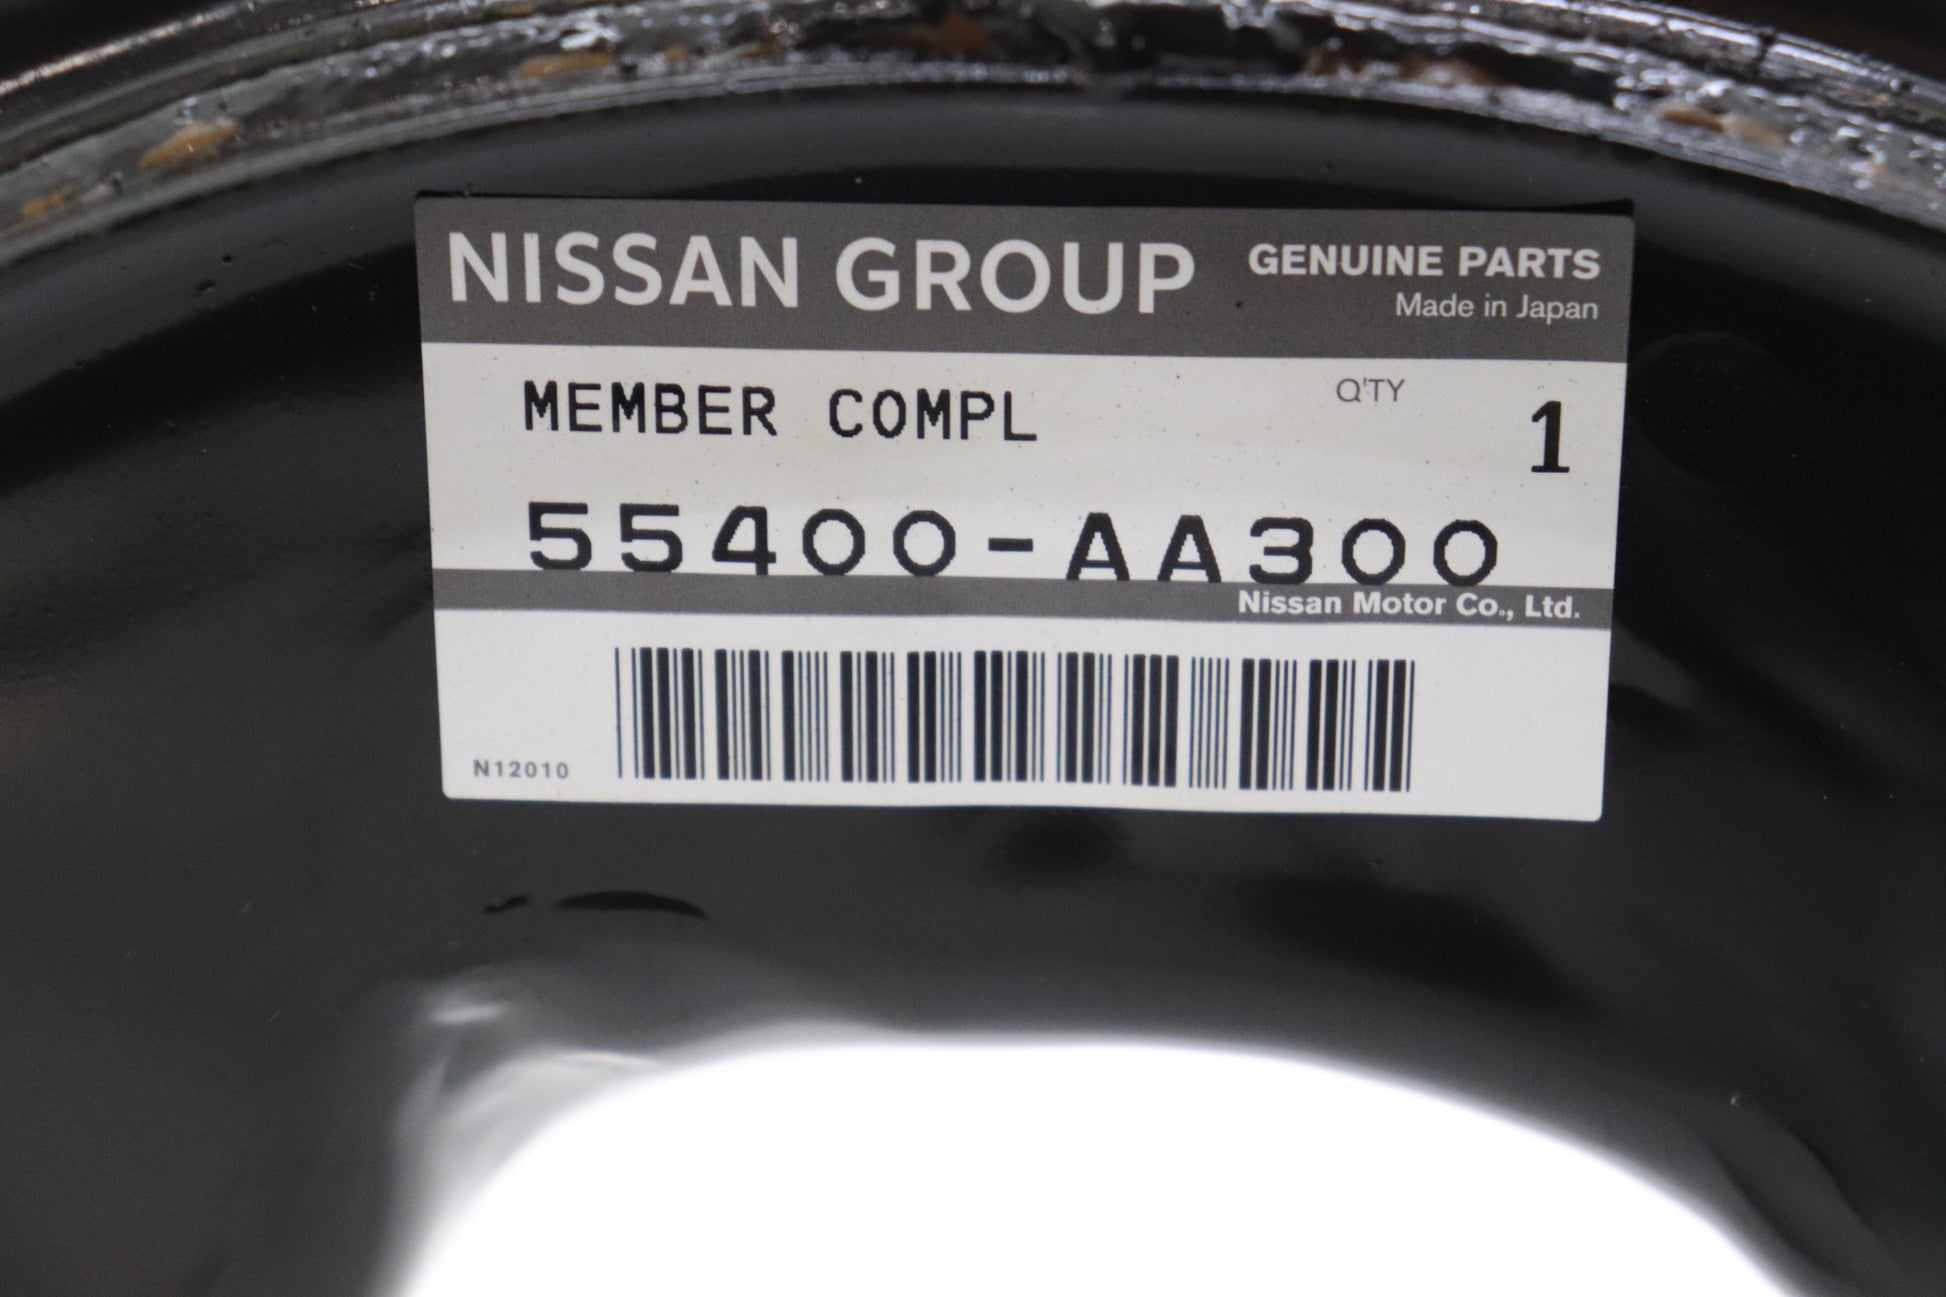 NISSAN GROUP
GENUINE PARTS
Made in Japan
MEMBER COMPL
Q'TY 1
55400-AA300
Nissan Motor Co., Ltd.
N12010